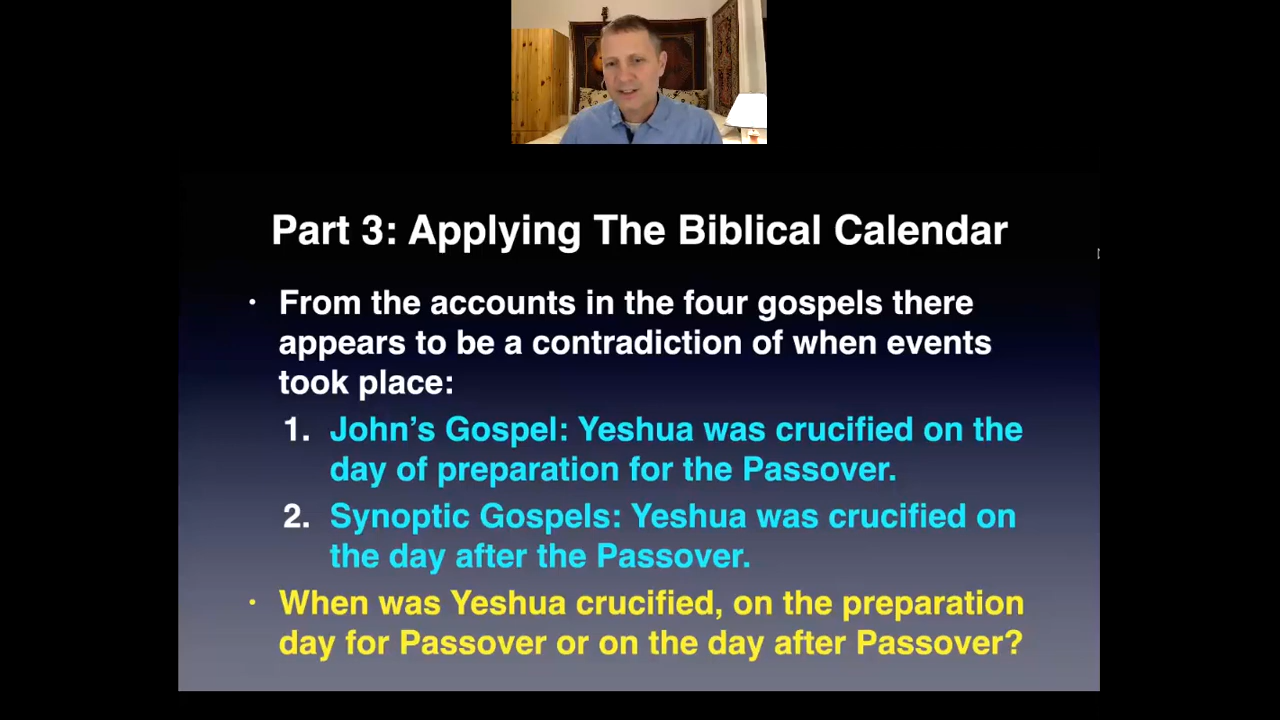 Part 3: Applying The Biblical Calendar
• From the accounts in the four gospels there
appears to be a contradiction of when events
took place:
1. John’s Gospel: Yeshua was crucified on the
day of preparation for the Passover.
2. Synoptic Gospels: Yeshua was crucified on
the day after the Passover.
• When was Yeshua crucified, on the preparation
day for Passover or on the day after Passover?